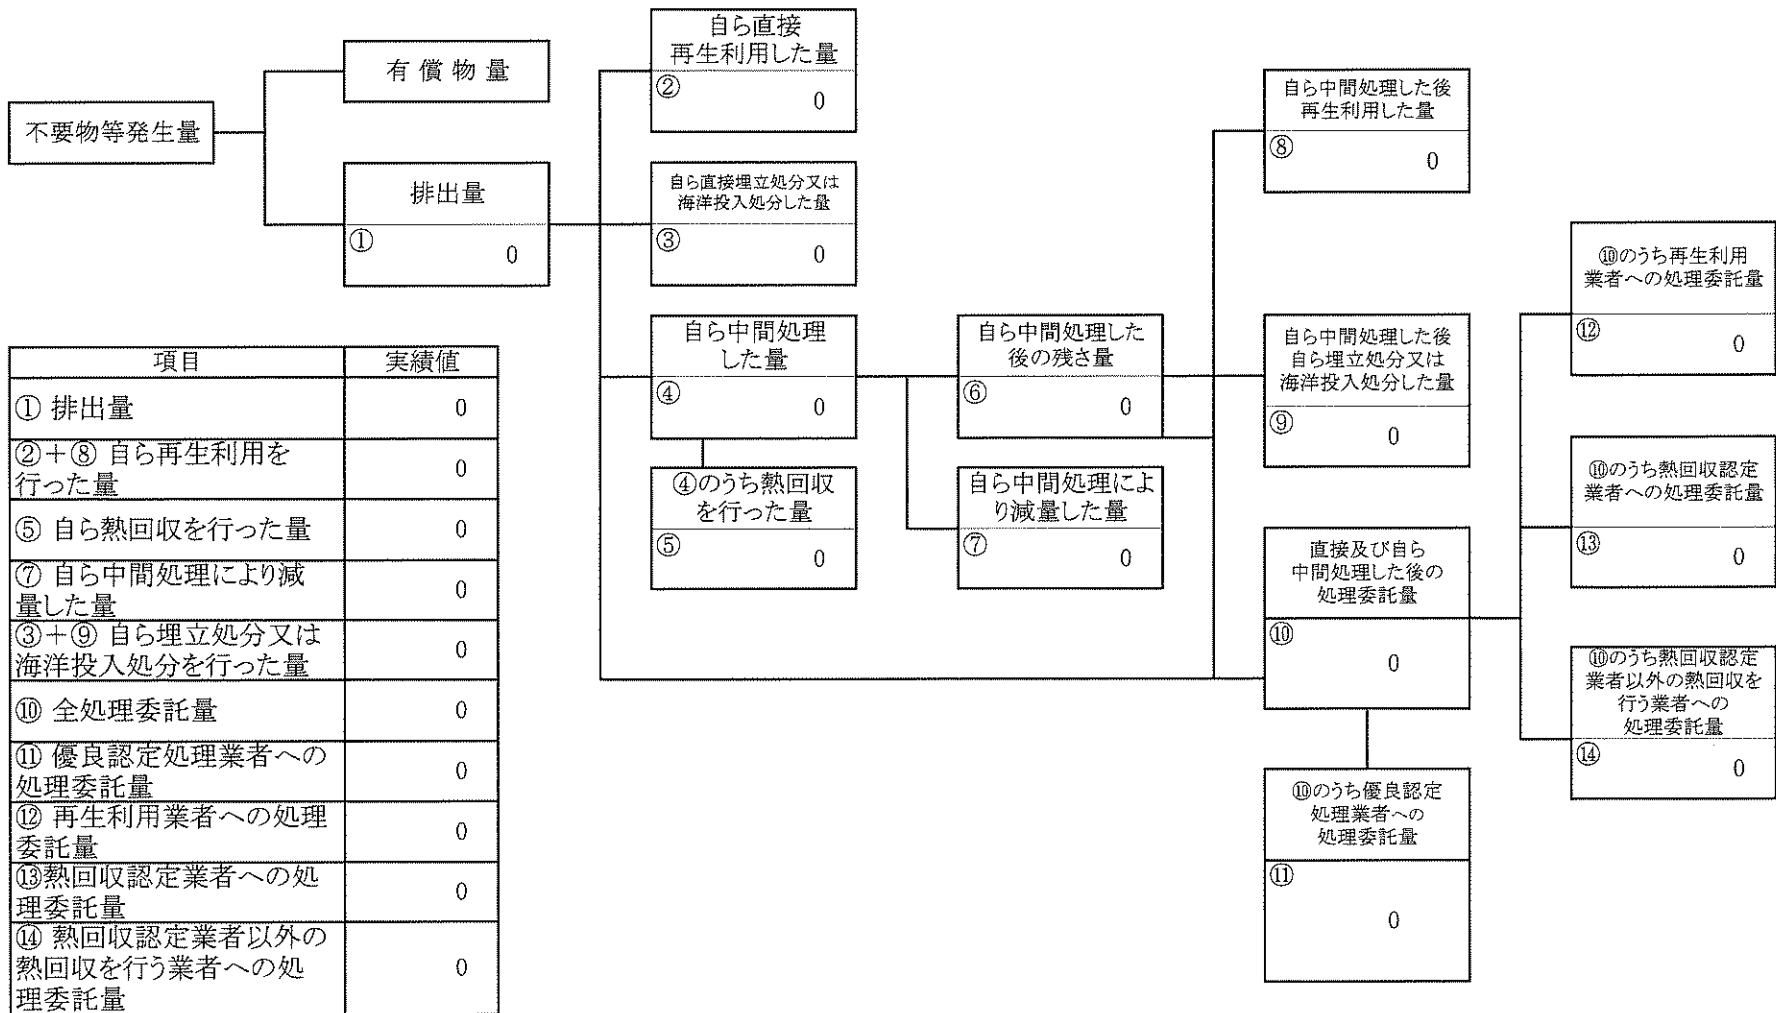 不要物等発生量
有償物量
排出量
①
0
自ら直接
再生利用した量
②
0
自ら直接埋立処分又は
海洋投入処分した量
③
0
自ら中間処理
した量
④
0
④のうち熱回収
を行った量
⑤
0
自ら中間処理した
後の残さ量
⑥
0
自ら中間処理によ
り減量した量
⑦
0
自ら中間処理した後
再生利用した量
⑧
0
自ら中間処理した後
自ら埋立処分又は
海洋投入処分した量
⑨
0
直接及び自ら
中間処理した後の
処理委託量
⑩
0
⑩のうち優良認定
処理業者への
処理委託量
⑪
0
⑩のうち再生利用
業者への処理委託量
⑫
0
⑩のうち熱回収認定
業者への処理委託量
⑬
0
⑩のうち熱回収認定
業者以外の熱回収を
行う業者への
処理委託量
⑭
0
項目 実績値
① 排出量 0
②＋⑧ 自ら再生利用を
行った量 0
⑤ 自ら熱回収を行った量 0
⑦ 自ら中間処理により減
量した量 0
③＋⑨ 自ら埋立処分又は
海洋投入処分を行った量 0
⑩ 全処理委託量 0
⑪ 優良認定処理業者への
処理委託量 0
⑫ 再生利用業者への処理
委託量 0
⑬熱回収認定業者への処
理委託量 0
⑭ 熱回収認定業者以外の
熱回収を行う業者への処
理委託量 0